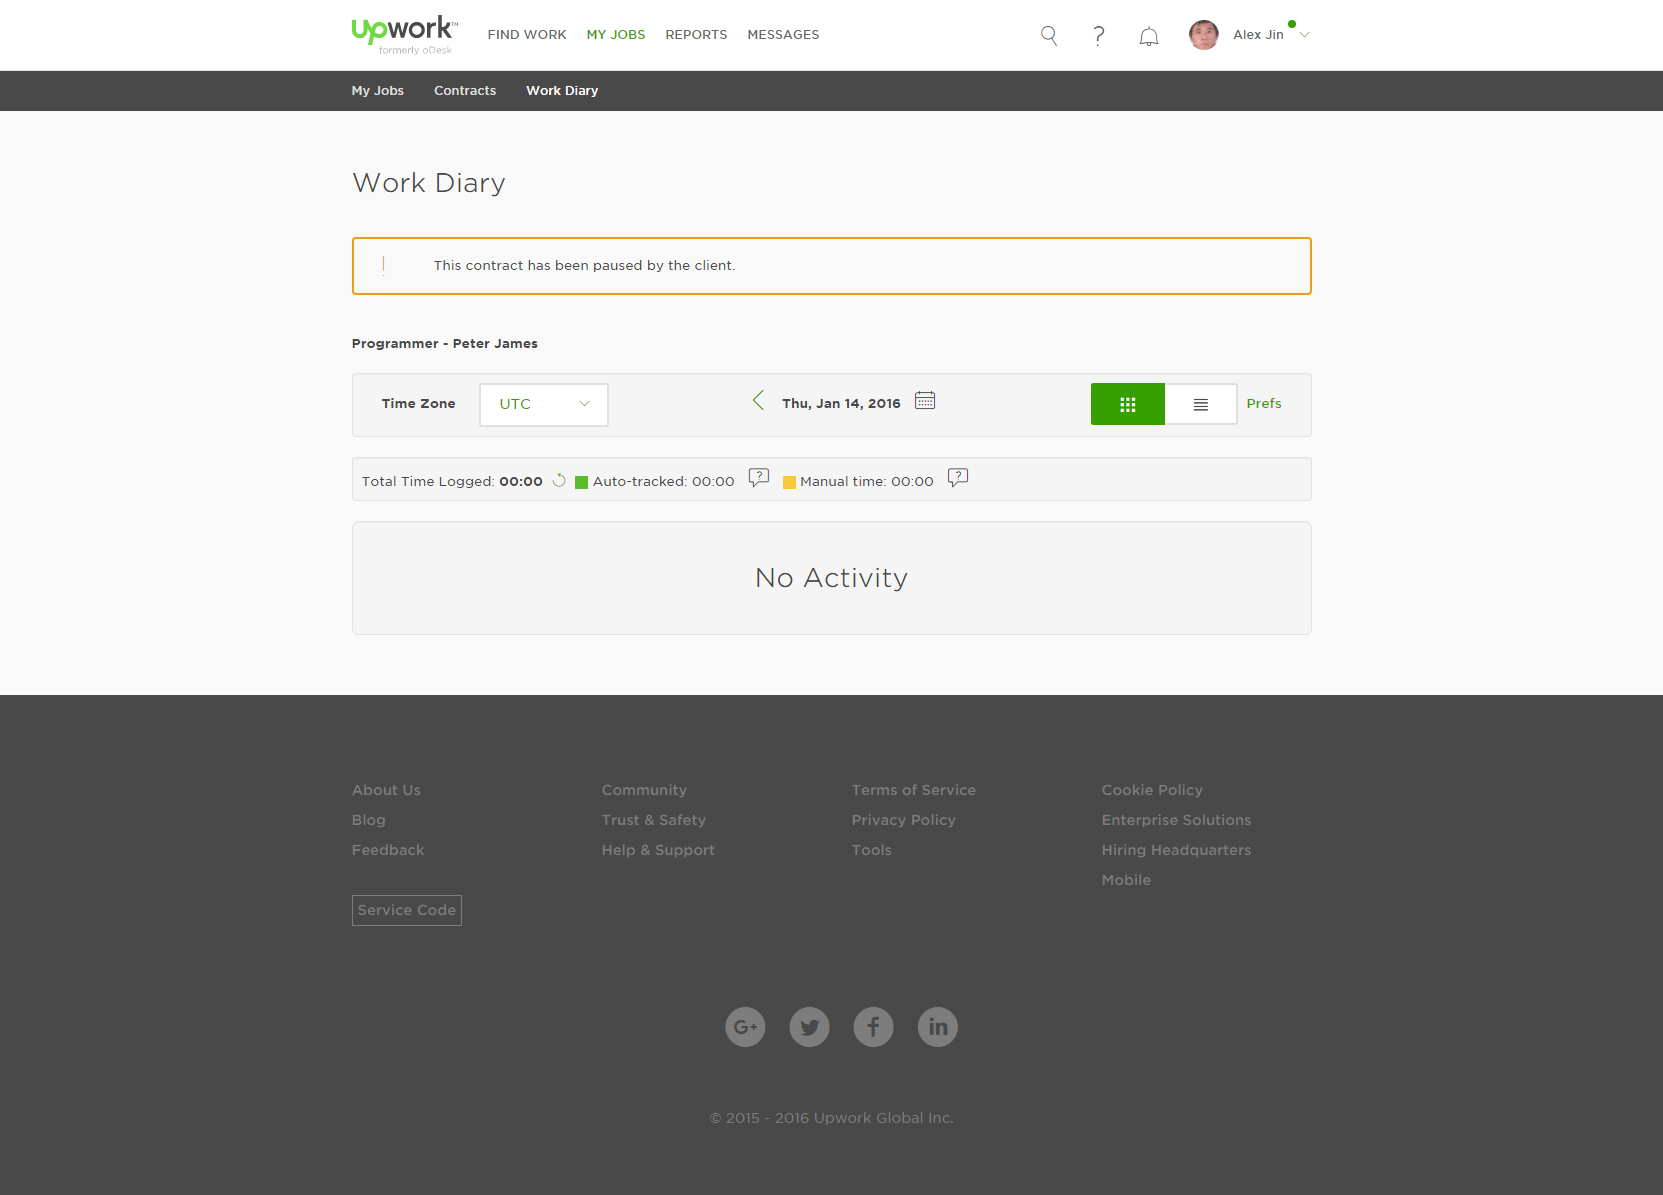 Upwork™
formerly oDesk
FIND WORK MY JOBS REPORTS MESSAGES
? Alex Jin
My Jobs Contracts Work Diary
Work Diary
! This contract has been paused by the client.
Programmer - Peter James
Time Zone UTC Thu, Jan 14, 2016 Prefs
Total Time Logged: 00:00 Auto-tracked: 00:00 ? Manual time: 00:00 ?
No Activity
About Us Community Terms of Service Cookie Policy
Blog Trust & Safety Privacy Policy Enterprise Solutions
Feedback Help & Support Tools Hiring Headquarters
Mobile
Service Code
G+ f in
© 2015 - 2016 Upwork Global Inc.